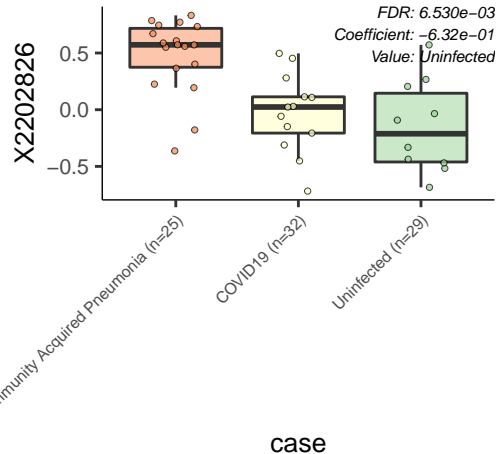 FDR: 6.530e−03
Coefficient: −6.32e−01
Value: Uninfected
X2202826
0.5
0.0
−0.5
Acquired Pneumonia (n=25)
COVID19 (n=32)
Uninfected (n=29)
case